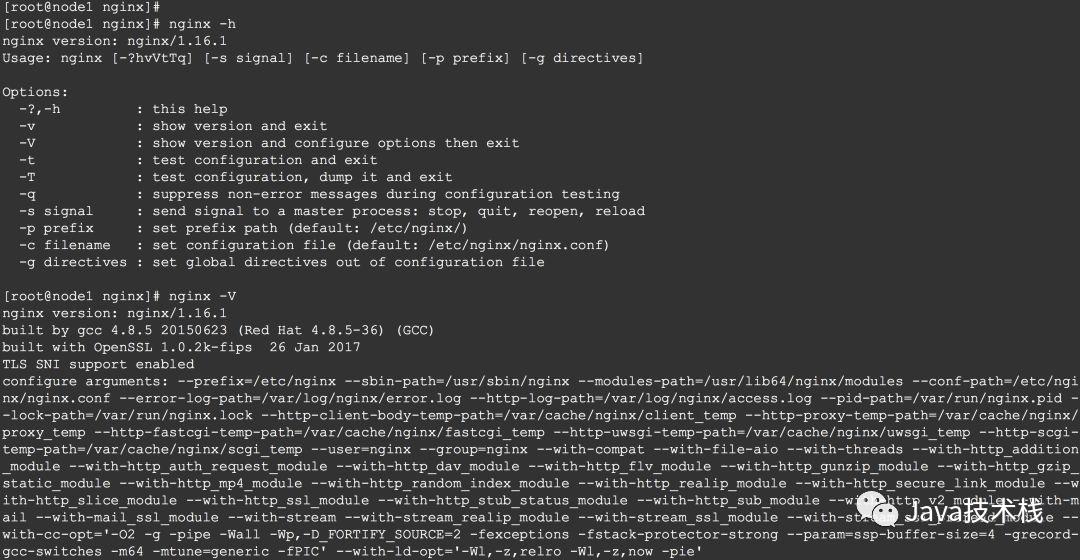 [root@node1 nginx]#
[root@node1 nginx]# nginx -h
nginx version: nginx/1.16.1
Usage: nginx [-?hvVtTq] [-s signal] [-c filename] [-p prefix] [-g directives]
Options:
-?,-h : this help
-v : show version and exit
-V : show version and configure options then exit
-t : test configuration and exit
-T : test configuration, dump it and exit
-q : suppress non-error messages during configuration testing
-s signal : send signal to a master process: stop, quit, reopen, reload
-p prefix : set prefix path (default: /etc/nginx/)
-c filename : set configuration file (default: /etc/nginx/nginx.conf)
-g directives : set global directives out of configuration file
[root@node1 nginx]# nginx -V
nginx version: nginx/1.16.1
built by gcc 4.8.5 20150623 (Red Hat 4.8.5-36) (GCC)
built with OpenSSL 1.0.2k-fips  26 Jan 2017
TLS SNI support enabled
configure arguments: --prefix=/etc/nginx --sbin-path=/usr/sbin/nginx --modules-path=/usr/lib64/nginx/modules --conf-path=/etc/ngi
nx/nginx.conf --error-log-path=/var/log/nginx/error.log --http-log-path=/var/log/nginx/access.log --pid-path=/var/run/nginx.pid -
-lock-path=/var/run/nginx.lock --http-client-body-temp-path=/var/cache/nginx/client_temp --http-proxy-temp-path=/var/cache/nginx/
proxy_temp --http-fastcgi-temp-path=/var/cache/nginx/fastcgi_temp --http-uwsgi-temp-path=/var/cache/nginx/uwsgi_temp --http-scgi-
temp-path=/var/cache/nginx/scgi_temp --user=nginx --group=nginx --with-compat --with-file-aio --with-threads --with-http_addition
_module --with-http_auth_request_module --with-http_dav_module --with-http_flv_module --with-http_gunzip_module --with-http_gzip_
static_module --with-http_mp4_module --with-http_random_index_module --with-http_realip_module --with-http_secure_link_module --w
ith-http_slice_module --with-http_ssl_module --with-http_stub_status_module --with-http_sub_module --with-http_v2_module --with-m
ail --with-mail_ssl_module --with-stream --with-stream_realip_module --with-stream_ssl_module --
with-cc-opt='-O2 -g -pipe -Wall -Wp,-D_FORTIFY_SOURCE=2 -fexceptions -fstack-protector-strong --param=ssp-buffer-size=4 -grecord-
gcc-switches -m64 -mtune=generic -fPIC' --with-ld-opt='-Wl,-z,relro -Wl,-z,now -pie'
Java技术栈